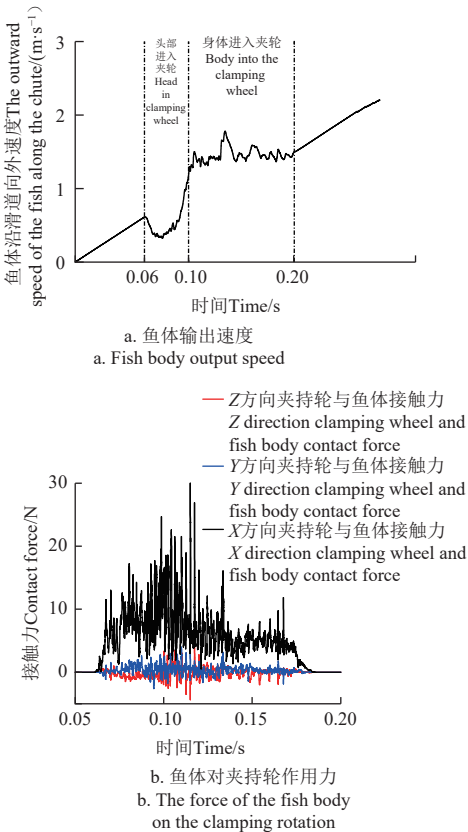 鱼体沿滑道向外速度The outward
speed of the fish along the chute/(m·s⁻¹)
3
2
1
0
头部
进入
夹轮
Head
in
clamping
wheel
身体进入夹轮
Body into the
clamping
wheel
0.06
0.10
0.20
时间Time/s
a. 鱼体输出速度
a. Fish body output speed
Z方向夹持轮与鱼体接触力
Z direction clamping wheel and
fish body contact force
Y方向夹持轮与鱼体接触力
Y direction clamping wheel and
fish body contact force
X方向夹持轮与鱼体接触力
X direction clamping wheel and
fish body contact force
接触力Contact force/N
30
20
10
0
0.05
0.10
0.15
0.20
时间Time/s
b. 鱼体对夹持轮作用力
b. The force of the fish body
on the clamping rotation